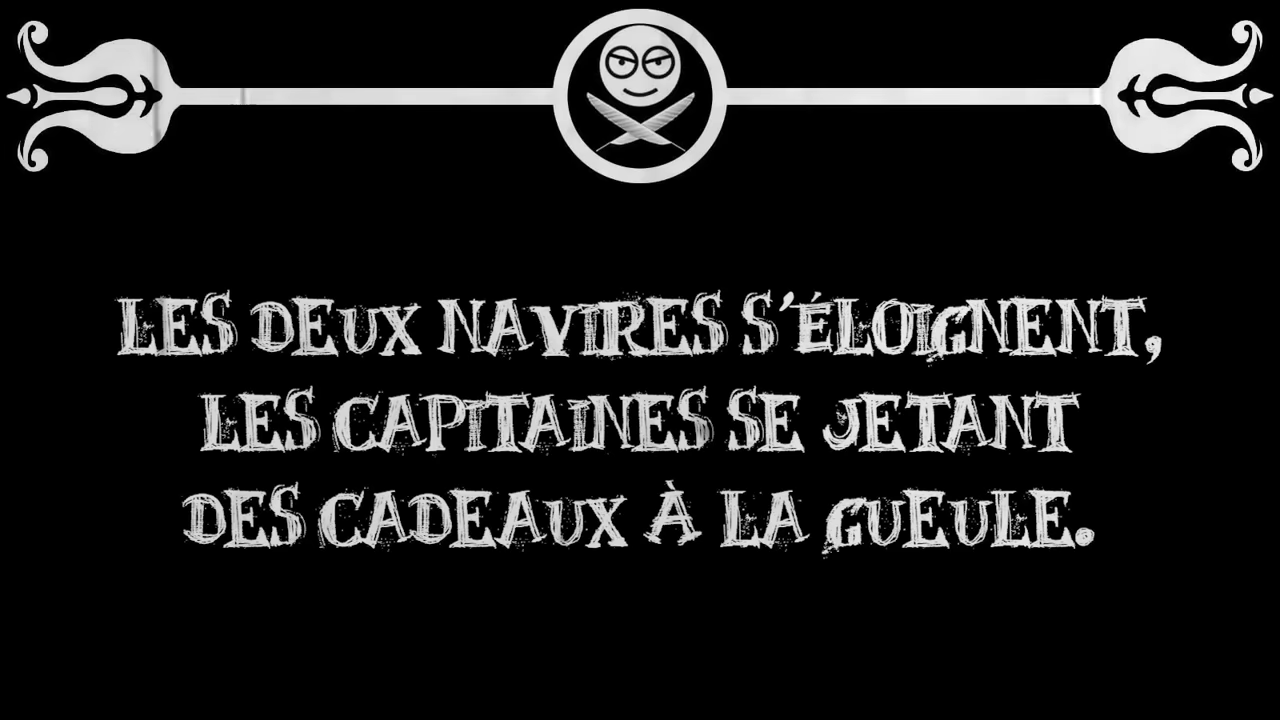 LES DEUX NAVIRES S'ÉLOIGNENT,
LES CAPITAINES SE JETANT
DES CADEAUX À LA GUEULE.